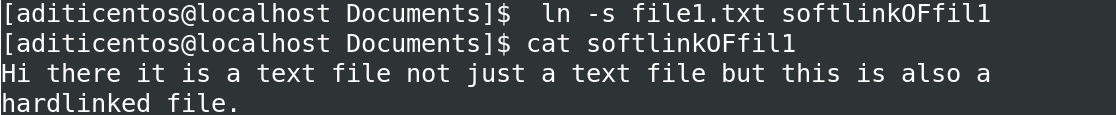 [aditicentos@localhost Documents]$  ln -s file1.txt softlinkOFfil1
[aditicentos@localhost Documents]$ cat softlinkOFfil1
Hi there it is a text file not just a text file but this is also a
hardlinked file.